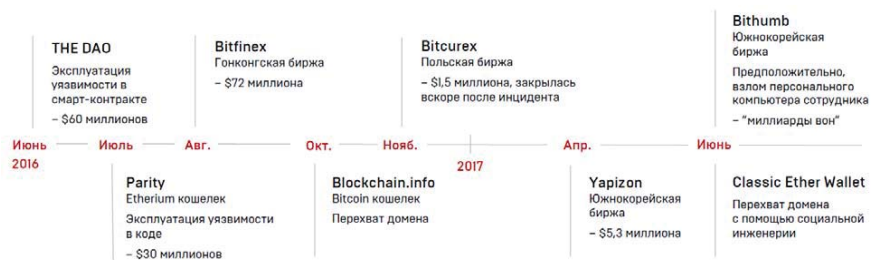 THE DAO
Эксплуатация
уязвимости в
смарт-контракте
– $60 миллионов
Bitfinex
Гонконгская биржа
– $72 миллиона
Bitcurex
Польская биржа
– $1,5 миллиона, закрылась
вскоре после инцидента
Bithumb
Южнокорейская
биржа
Предположительно,
взлом персонального
компьютера сотрудника
– “миллиарды вон”
Июнь
2016
Июль
Авг.
Окт.
Нояб.
2017
Апр.
Июнь
Parity
Etherium кошелек
Эксплуатация уязвимости
в коде
– $30 миллионов
Blockchain.info
Bitcoin кошелек
Перехват домена
Yapizon
Южнокорейская
биржа
– $5,3 миллиона
Classic Ether Wallet
Перехват домена
с помощью социальной
инженерии